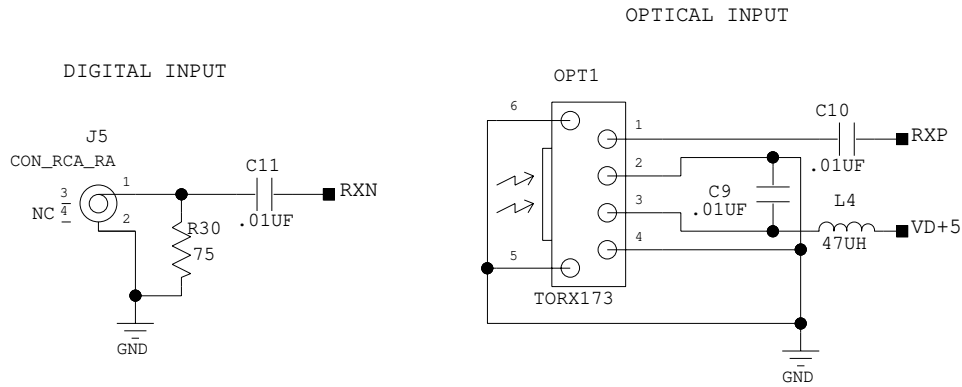 OPTICAL INPUT
DIGITAL INPUT
OPT1
6
1
C10
.01UF
RXP
2
C9
.01UF
3
L4
47UH
VD+5
4
5
TORX173
GND
J5
CON_RCA_RA
1
3
4
NC
2
C11
.01UF
RXN
R30
75
GND